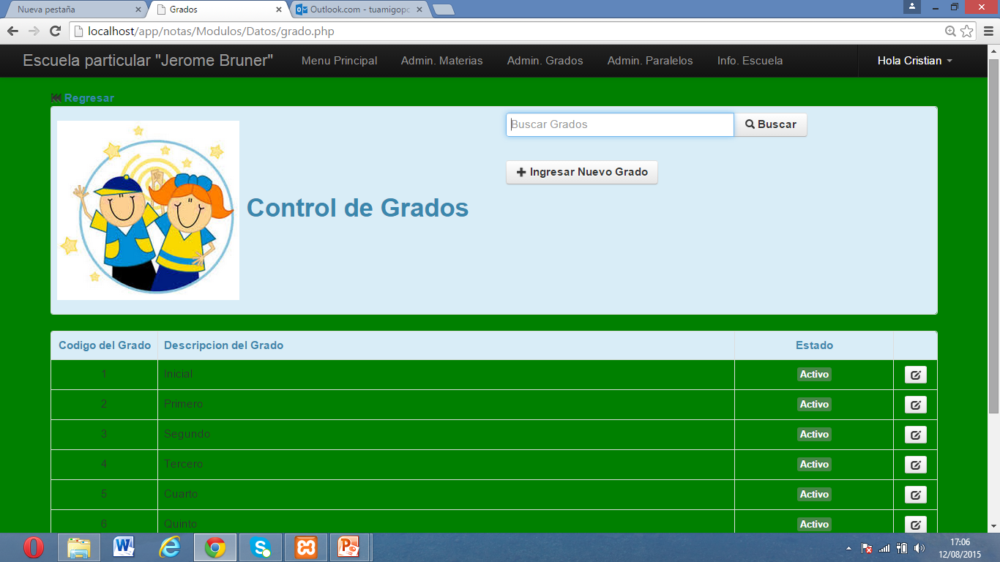 Nueva pestaña
Grados
Outlook.com - tuamigopc
localhost/app/notas/Modulos/Datos/grado.php
Escuela particular "Jerome Bruner" Menu Principal Admin. Materias Admin. Grados Admin. Paralelos Info. Escuela Hola Cristian
Regresar
Buscar Grados Buscar
Ingresar Nuevo Grado
Control de Grados
Codigo del Grado Descripcion del Grado Estado
1 Inicial Activo
2 Primero Activo
3 Segundo Activo
4 Tercero Activo
5 Cuarto Activo
6 Quinto Activo
17:06
12/08/2015